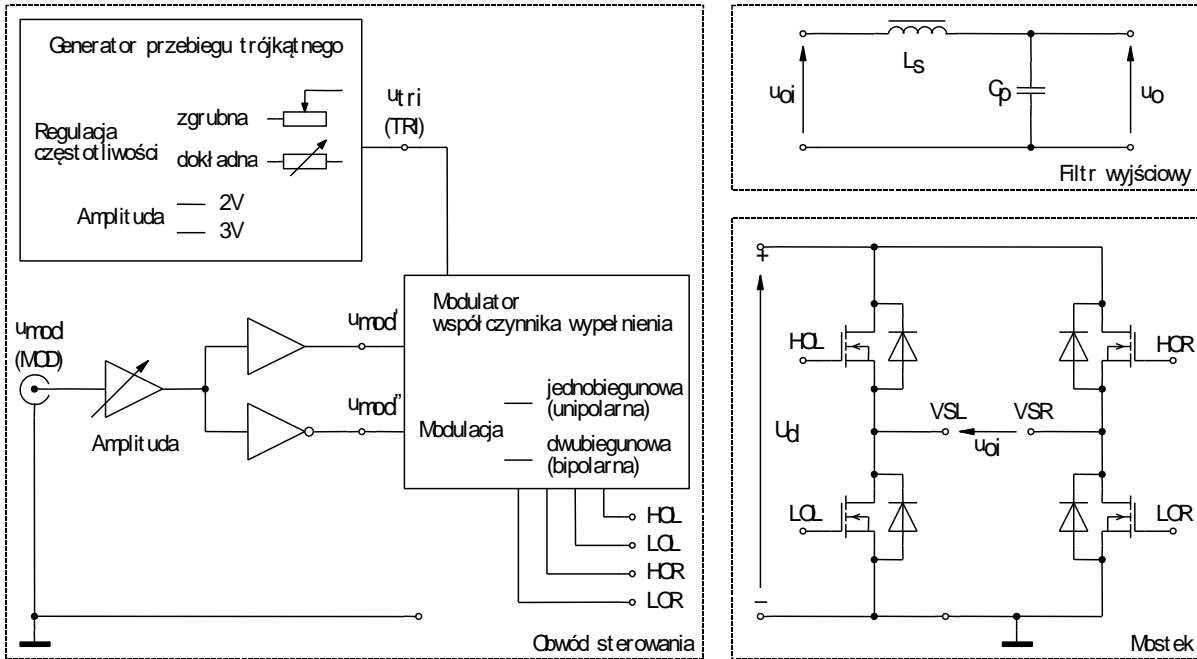 Generator przebiegu trójkątnego
Regulacja
częstotliwości
zgrubna
dokładna
Amplituda
2V
3V
utri
(TRI)
umod
(MOD)
Amplituda
umod'
umod"
Modulator
współczynnika wypełnienia
Modulacja
jednobiegunowa
(unipolarna)
dwubiegunowa
(bipolarna)
HOL
LOL
HOR
LOR
Obwód sterowania
uoi
Ls
Cp
uo
Filtr wyjściowy
+
Ud
−
HOL
HOR
VSL
VSR
uoi
LOL
LOR
Mostek